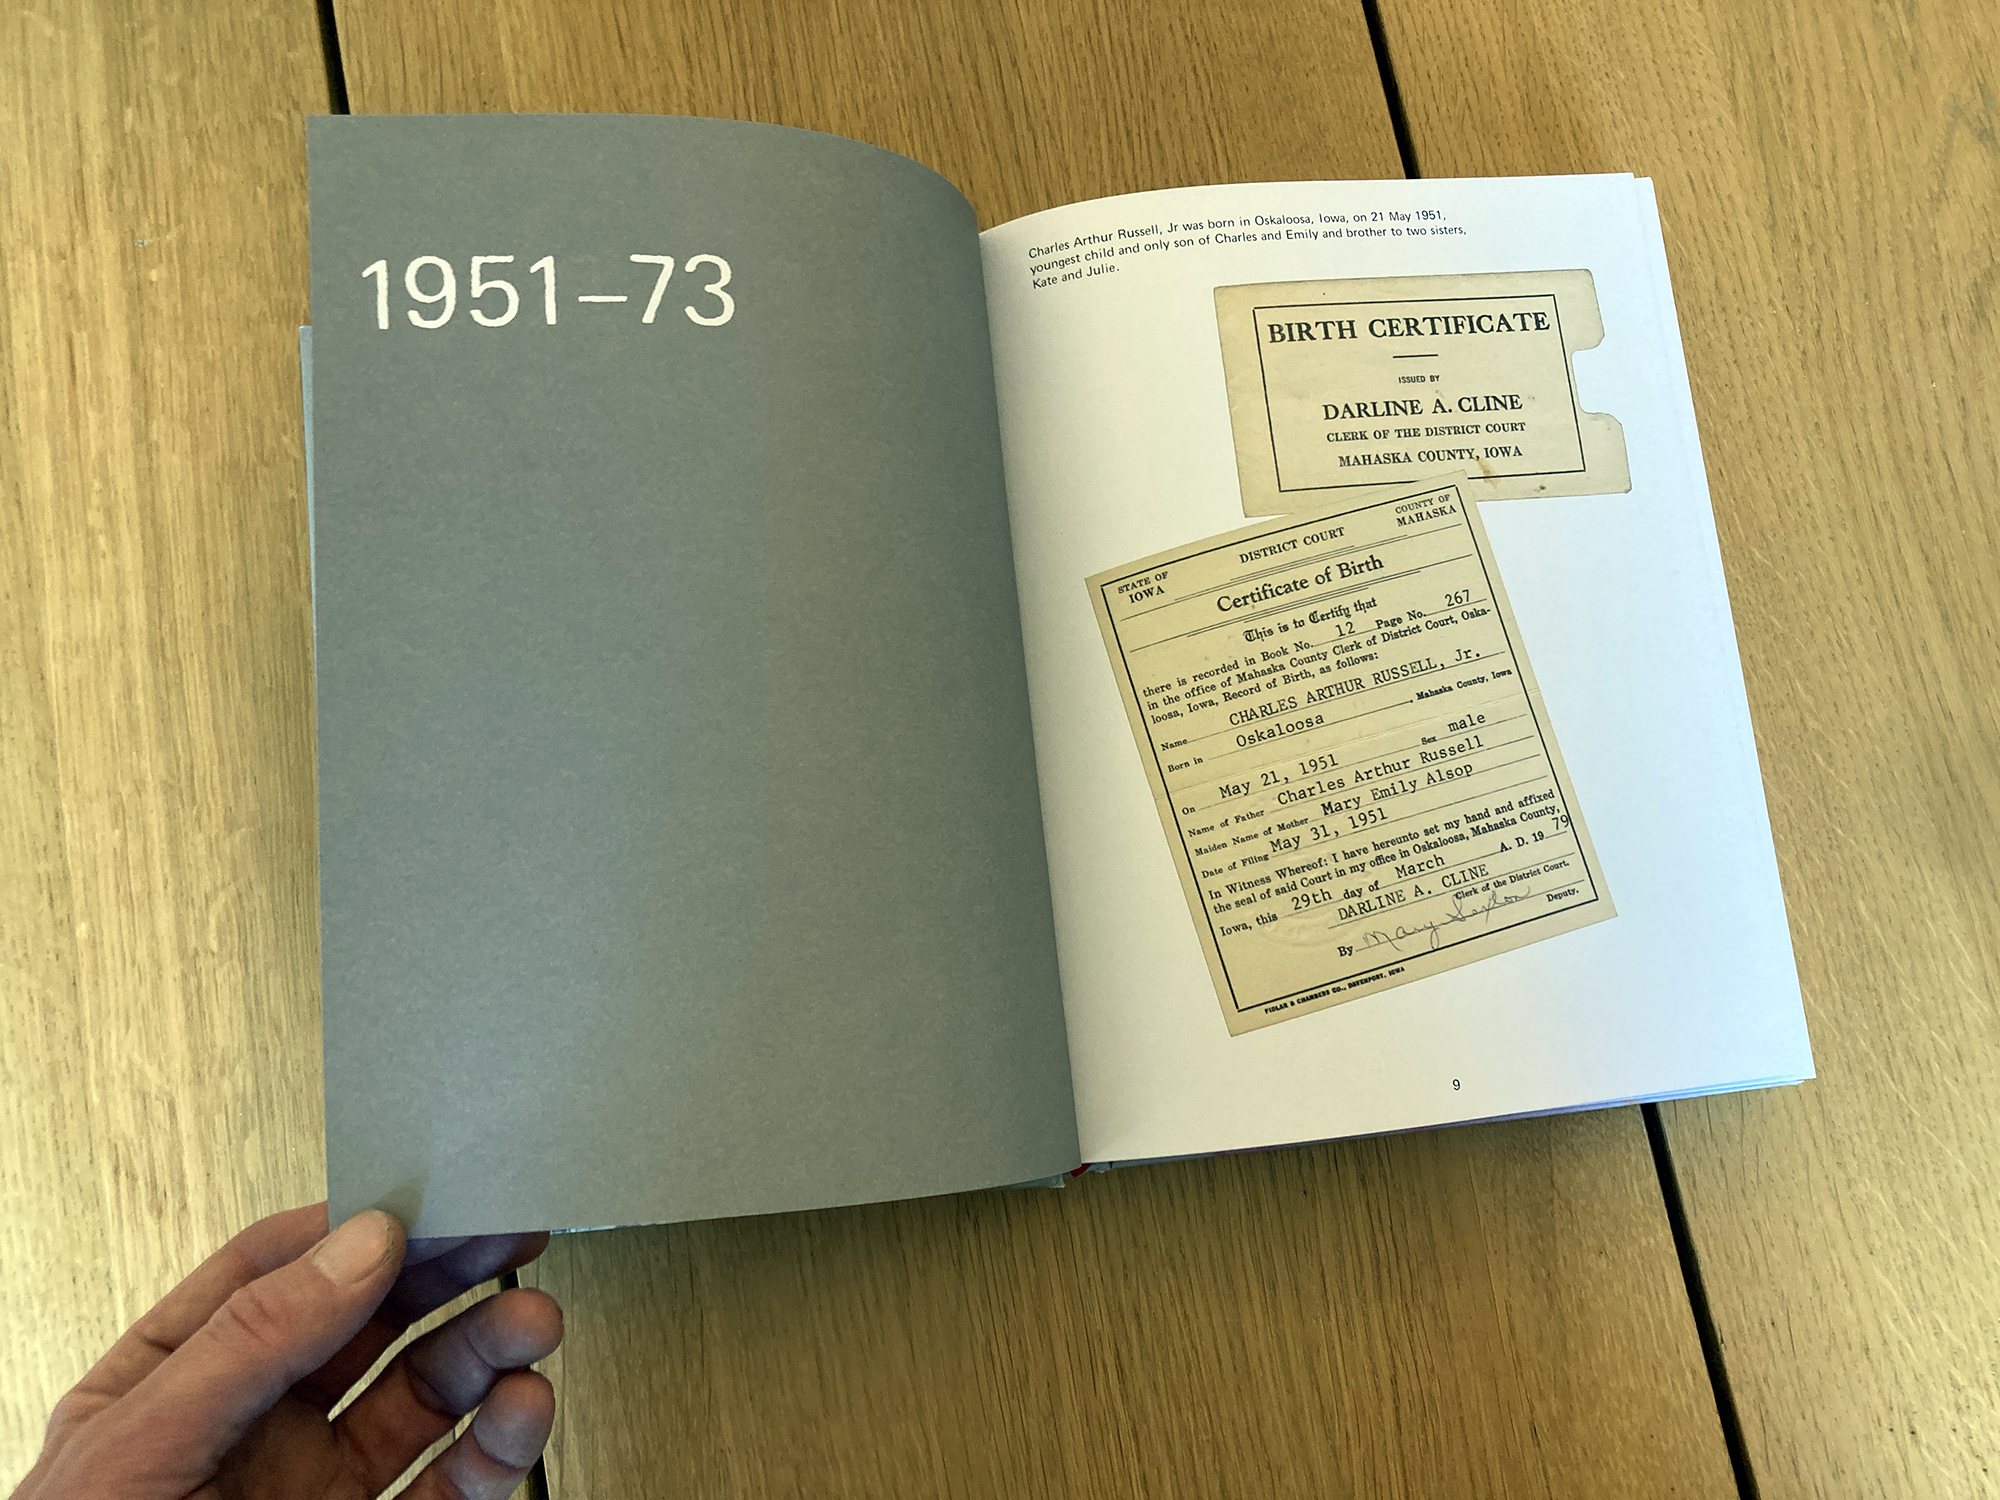 1951–73
Charles Arthur Russell, Jr was born in Oskaloosa, Iowa, on 21 May 1951,
youngest child and only son of Charles and Emily and brother to two sisters,
Kate and Julie.
BIRTH CERTIFICATE
ISSUED BY
DARLINE A. CLINE
CLERK OF THE DISTRICT COURT
MAHASKA COUNTY, IOWA
STATE OF
IOWA
DISTRICT COURT
COUNTY OF
MAHASKA
Certificate of Birth
This is to Certify that
there is recorded in Book No. 12 Page No. 267
in the office of Mahaska County Clerk of District Court, Oska-
loosa, Iowa, Record of Birth, as follows:
Name CHARLES ARTHUR RUSSELL, Jr.
Born in Oskaloosa , Mahaska County, Iowa
On May 21, 1951 Sex male
Name of Father Charles Arthur Russell
Maiden Name of Mother Mary Emily Alsop
Date of Filing May 31, 1951
In Witness Whereof: I have hereunto set my hand and affixed
the seal of said Court in my office in Oskaloosa, Mahaska County,
Iowa, this 29th day of March A. D. 19 79
DARLINE A. CLINE
Clerk of the District Court.
By Mary Sexton Deputy.
FIDLAR & CHAMBERS CO., DAVENPORT, IOWA
9